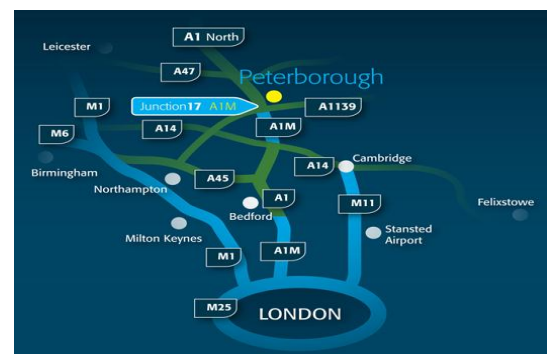 A1 North
Leicester
A47
Peterborough
M1
Junction17 A1M
A1139
M6
A14
A1M
Birmingham
A14
Cambridge
Northampton
A45
A1
M11
Felixstowe
Bedford
Milton Keynes
Stansted
Airport
M1
A1M
M25
LONDON